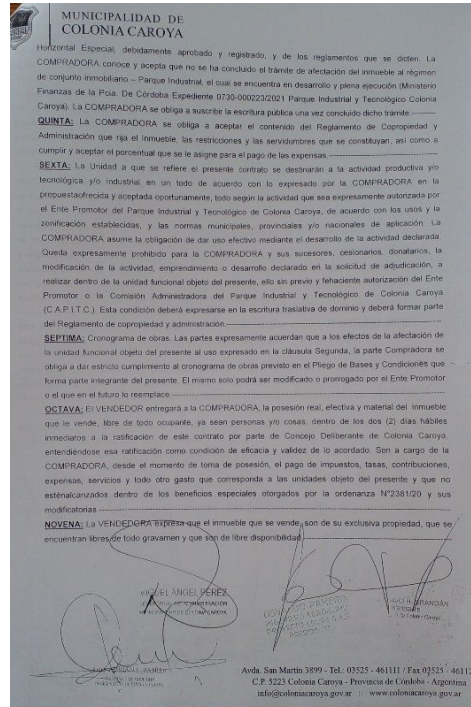 MUNICIPALIDAD DE
COLONIA CAROYA
Horizontal Especial, debidamente aprobado y registrado, y de los reglamentos que se dicten. La
COMPRADORA conoce y acepta que no se ha concluido el trámite de afectación del inmueble al régimen
de conjunto inmobiliario – Parque Industrial, el cual se encuentra en desarrollo y plena ejecución (Ministerio
Finanzas de la Pcia. De Córdoba Expediente 0730-000223/2021 Parque Industrial y Tecnológico Colonia
Caroya). La COMPRADORA se obliga a suscribir la escritura pública una vez concluido dicho trámite.---------
QUINTA: La COMPRADORA se obliga a aceptar el contenido del Reglamento de Copropiedad y
Administración que rija el Inmueble, las restricciones y las servidumbres que se constituyan, así como a
cumplir y aceptar el porcentual que se le asigne para el pago de las expensas.---------
SEXTA: La Unidad a que se refiere el presente contrato se destinarán a la actividad productiva y/o
tecnológica y/o industrial en un todo de acuerdo con lo expresado por la COMPRADORA en la
propuestaofrecida y aceptada oportunamente, todo según la actividad que sea expresamente autorizada por
el Ente Promotor del Parque Industrial y Tecnológico de Colonia Caroya, de acuerdo con los usos y la
zonificación establecidas, y las normas municipales, provinciales y/o nacionales de aplicación. La
COMPRADORA asume la obligación de dar uso efectivo mediante el desarrollo de la actividad declarada.
Queda expresamente prohibido para la COMPRADORA y sus sucesores, cesionarios, donatarios, la
modificación de la actividad, emprendimiento o desarrollo declarado en la solicitud de adjudicación, a
realizar dentro de la unidad funcional objeto del presente, ello sin previo y fehaciente autorización del Ente
Promotor o la Comisión Administradora del Parque Industrial y Tecnológico de Colonia Caroya
(C.A.P.I.T.C.). Esta condición deberá expresarse en la escritura traslativa de dominio y deberá formar parte
del Reglamento de copropiedad y administración.---------
SEPTIMA: Cronograma de obras. Las partes expresamente acuerdan que a los efectos de la afectación de
la unidad funcional objeto del presente al uso expresado en la cláusula Segunda, la parte Compradora se
obliga a dar estricto cumplimiento al cronograma de obras previsto en el Pliego de Bases y Condiciones que
forma parte integrante del presente. El mismo solo podrá ser modificado o prorrogado por el Ente Promotor
o el que en el futuro lo reemplace.---------
OCTAVA: El VENDEDOR entregará a la COMPRADORA, la posesión real, efectiva y material del inmueble
que le vende, libre de todo ocupante, ya sean personas y/o cosas, dentro de los dos (2) días hábiles
inmediatos a la ratificación de este contrato por parte de Concejo Deliberante de Colonia Caroya,
entendiéndose esa ratificación como condición de eficacia y validez de lo acordado. Son a cargo de la
COMPRADORA, desde el momento de toma de posesión, el pago de impuestos, tasas, contribuciones,
expensas, servicios y todo otro gasto que corresponda a las unidades objeto del presente y que no
esténalcanzados dentro de los beneficios especiales otorgados por la ordenanza N°2381/20 y sus
modificatorias.---------
NOVENA: La VENDEDORA expresa que el inmueble que se vende, son de su exclusiva propiedad, que se
encuentran libres de todo gravamen y que son de libre disponibilidad.---------
MIGUEL ANGEL PÉREZ
Avda. San Martín 3899 - Tel.: 03525 - 461111 / Fax 03525 - 4611
C.P. 5223 Colonia Caroya - Provincia de Córdoba - Argentina
info@coloniacaroya.gov.ar :: www.coloniacaroya.gov.ar